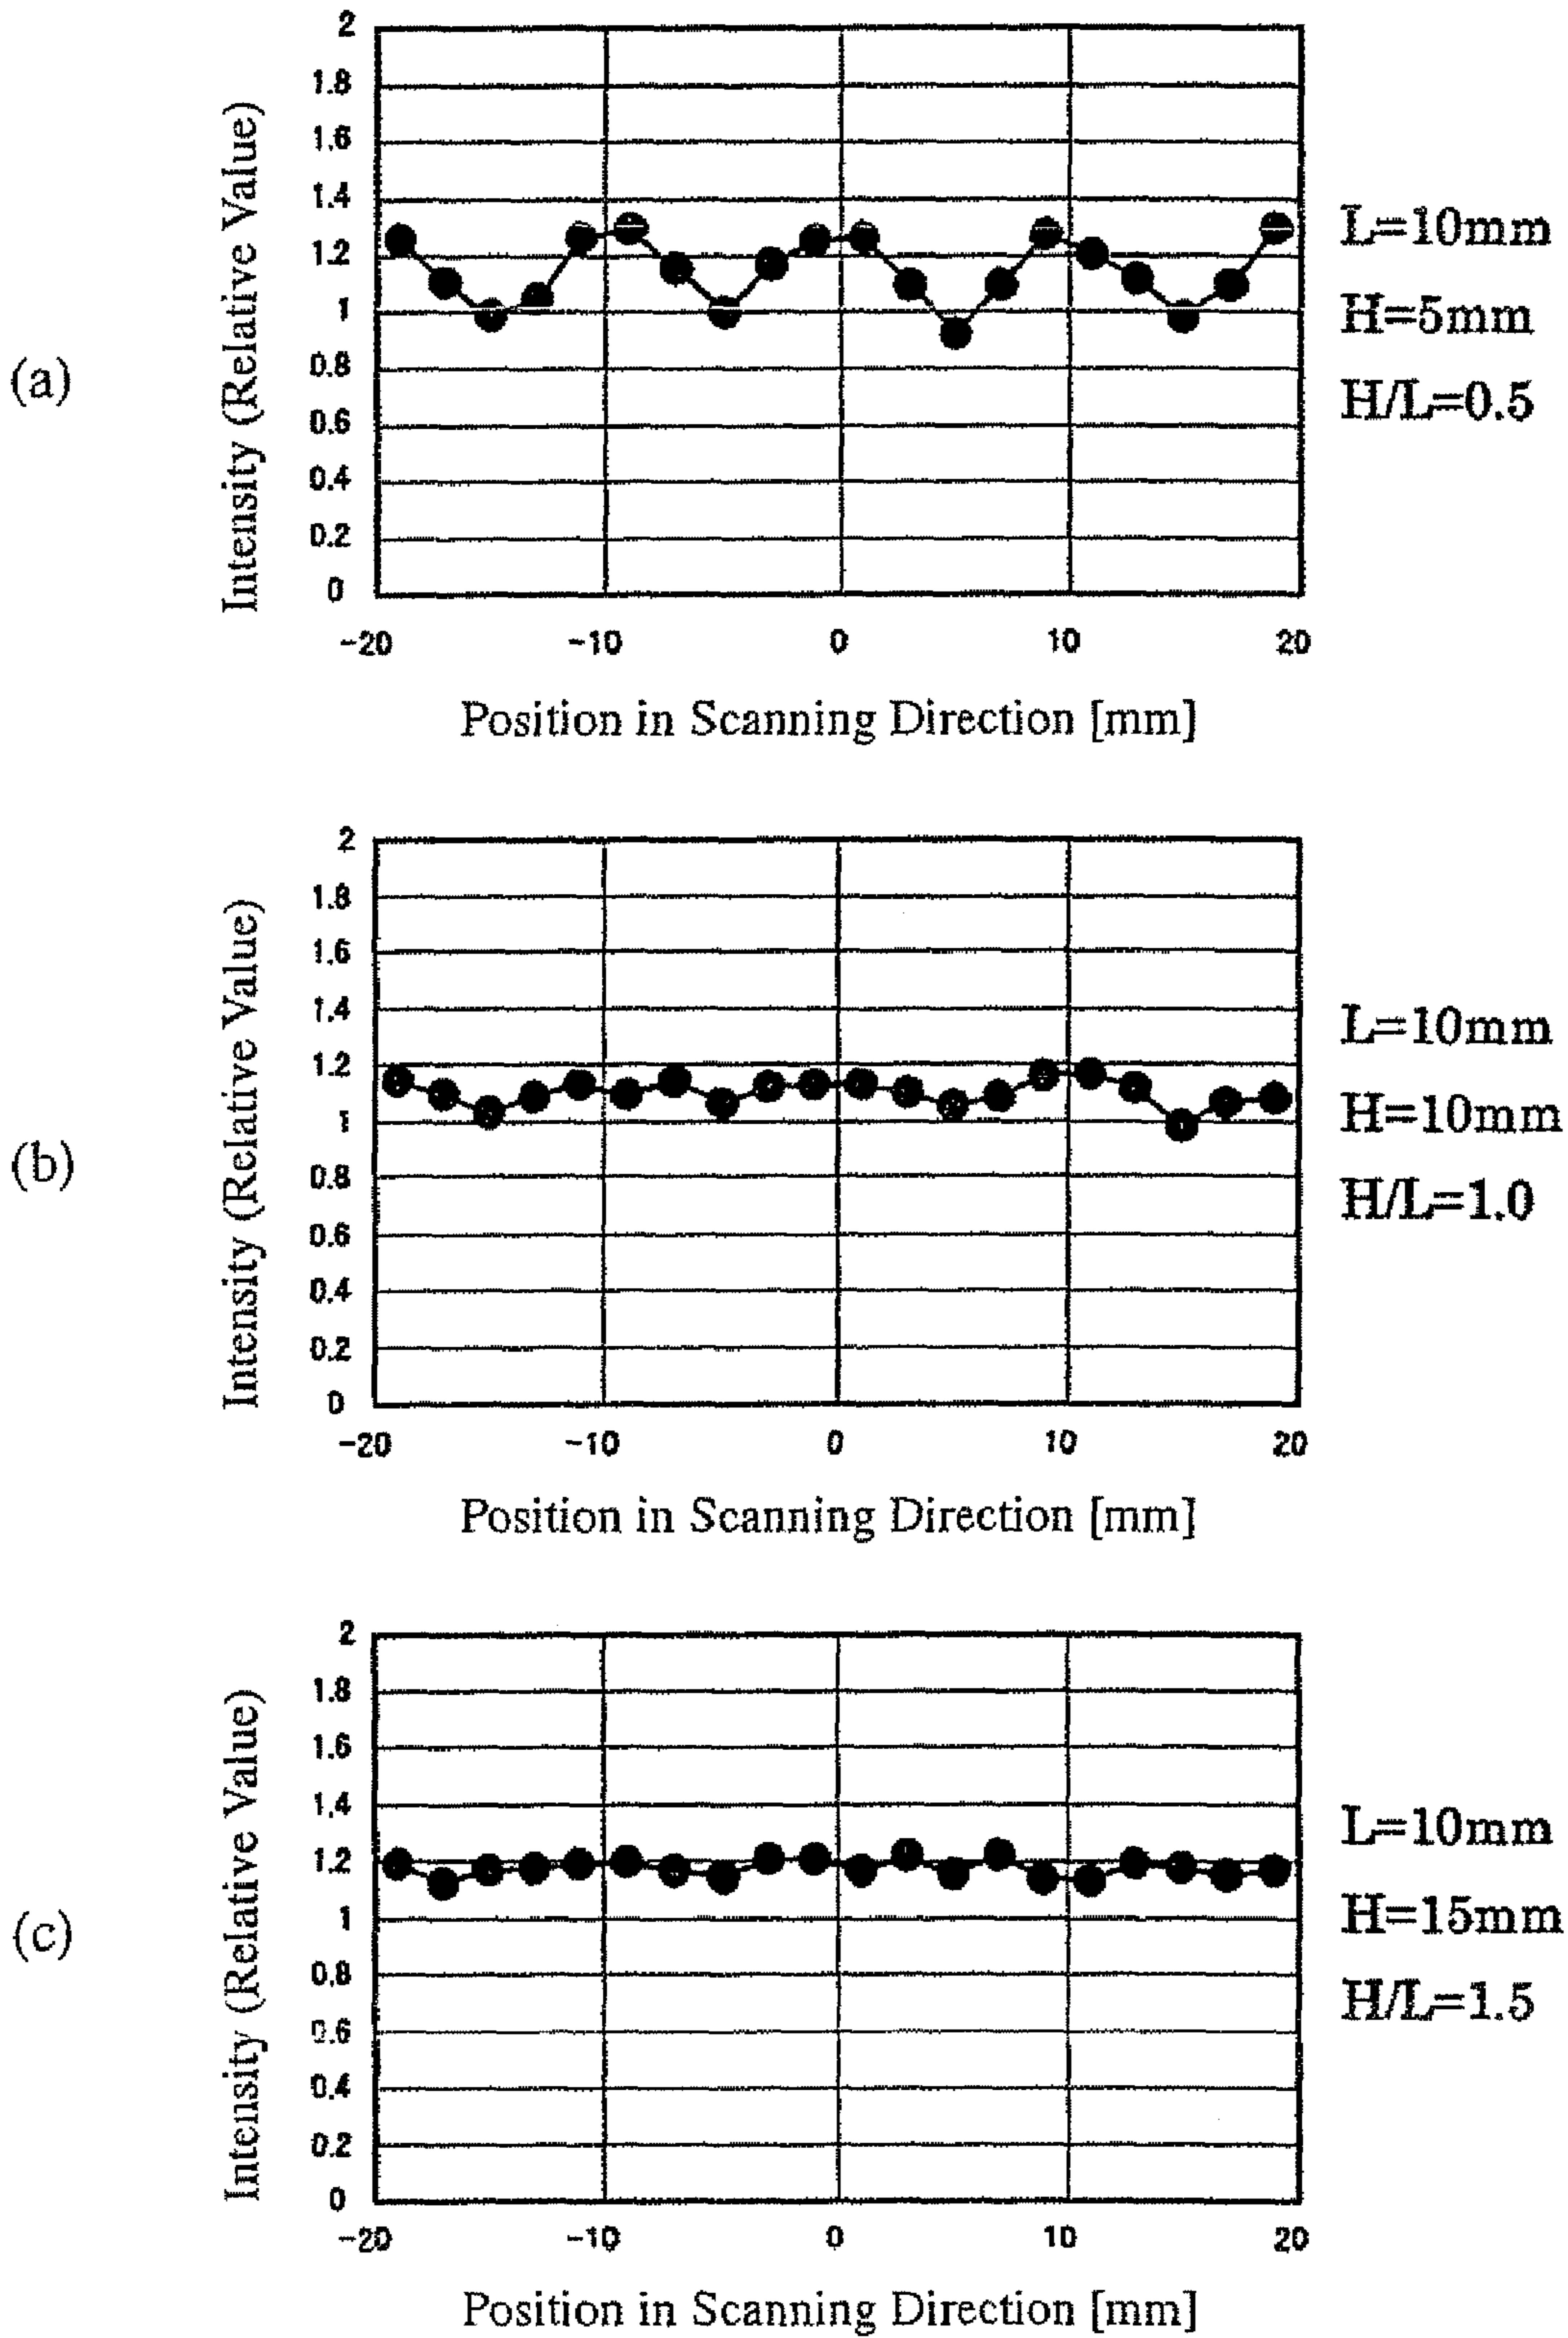 (a)
Intensity (Relative Value)
2
1.8
1.6
1.4
1.2
1
0.8
0.6
0.4
0.2
0
-20 -10 0 10 20
Position in Scanning Direction [mm]
L=10mm
H=5mm
H/L=0.5
(b)
Intensity (Relative Value)
2
1.8
1.6
1.4
1.2
1
0.8
0.6
0.4
0.2
0
-20 -10 0 10 20
Position in Scanning Direction [mm]
L=10mm
H=10mm
H/L=1.0
(c)
Intensity (Relative Value)
2
1.8
1.6
1.4
1.2
1
0.8
0.6
0.4
0.2
0
-20 -10 0 10 20
Position in Scanning Direction [mm]
L=10mm
H=15mm
H/L=1.5